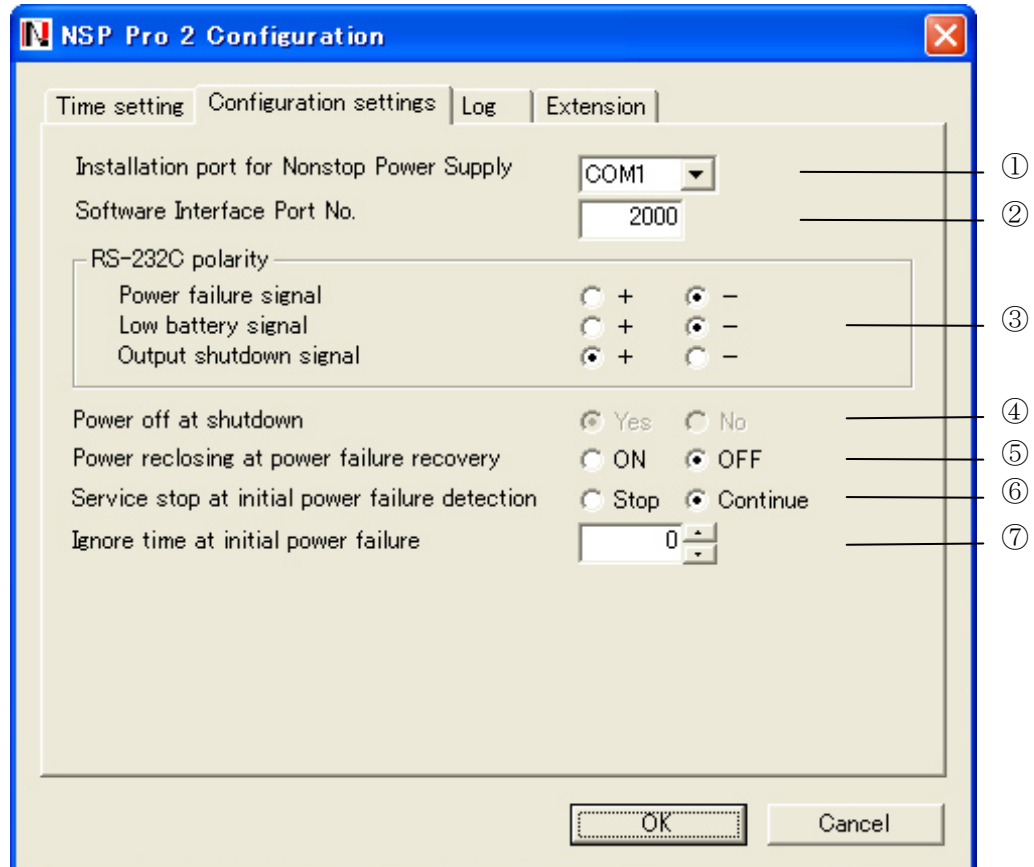 NSP Pro 2 Configuration
Time setting Configuration settings Log Extension
Installation port for Nonstop Power Supply COM1 ①
Software Interface Port No. 2000 ②
RS-232C polarity
Power failure signal + −
Low battery signal + − ③
Output shutdown signal + −
Power off at shutdown Yes No ④
Power reclosing at power failure recovery ON OFF ⑤
Service stop at initial power failure detection Stop Continue ⑥
Ignore time at initial power failure 0 ⑦
OK Cancel